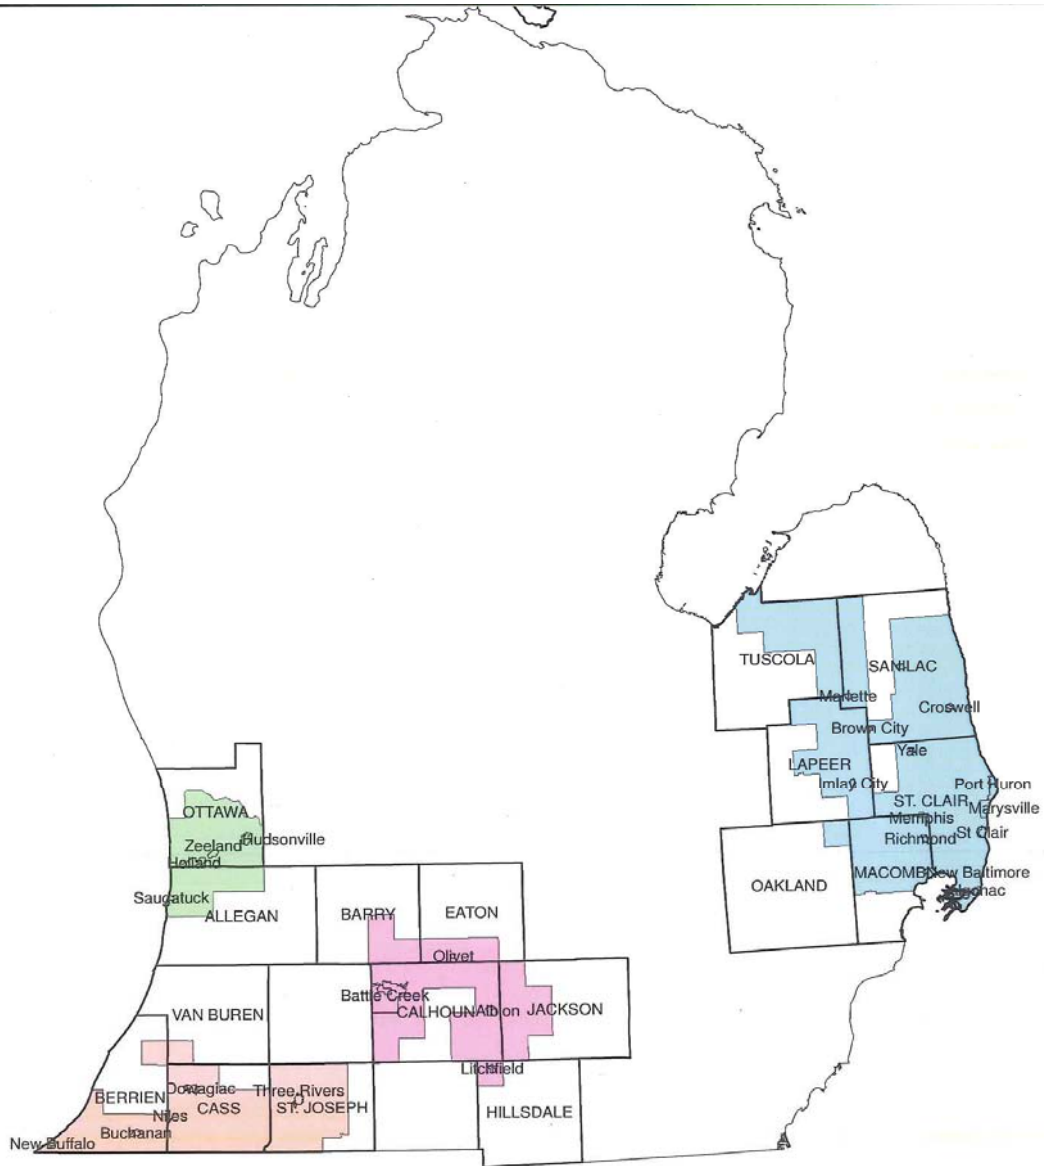 TUSCOLA
SANILAC
Marlette
Croswell
Brown City
Yale
LAPEER
Imlay City
Port Huron
ST. CLAIR
Marysville
Memphis
Richmond
St Clair
MACOMB
New Baltimore
OAKLAND
Algonac
OTTAWA
Hudsonville
Zeeland
Holland
Saugatuck
ALLEGAN
BARRY
EATON
Olivet
Battle Creek
CALHOUN
Albion
JACKSON
VAN BUREN
Litchfield
HILLSDALE
BERRIEN
Dowagiac
Three Rivers
CASS
ST. JOSEPH
Niles
Buchanan
New Buffalo